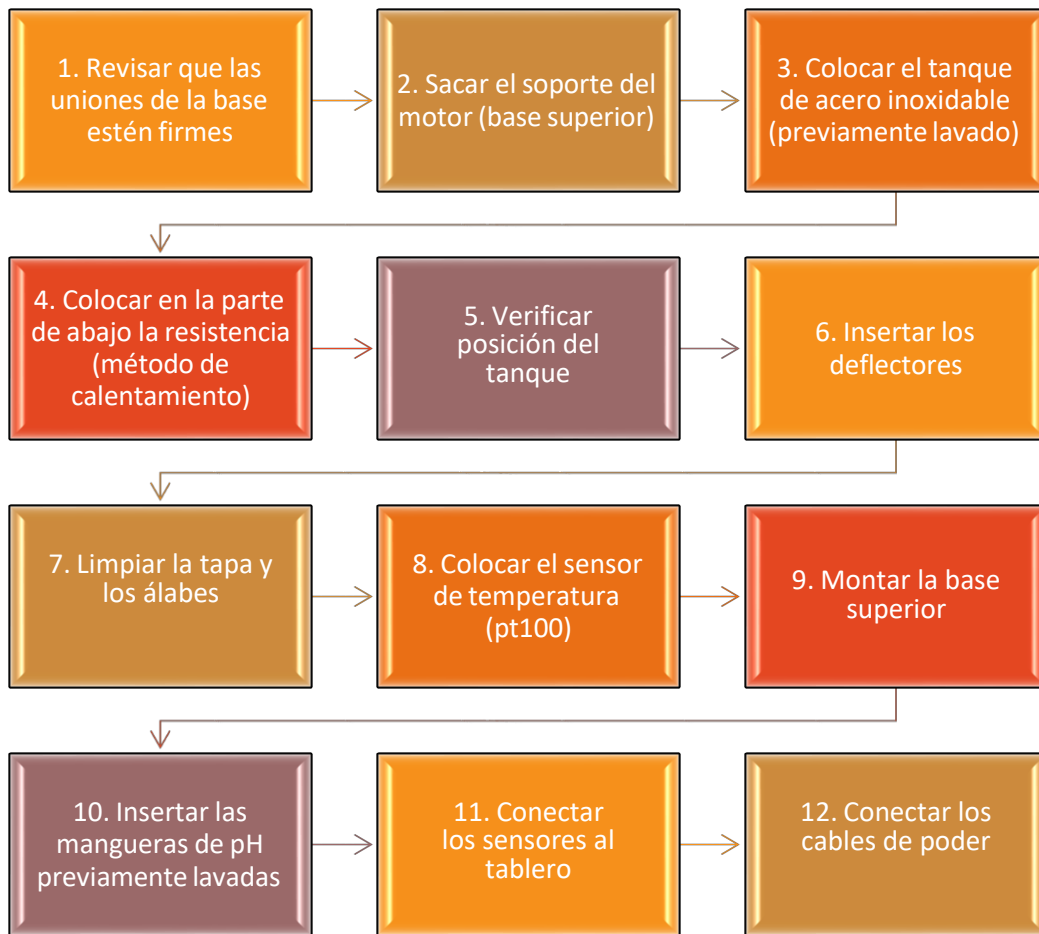 1. Revisar que las
uniones de la base
estén firmes
2. Sacar el soporte del
motor (base superior)
3. Colocar el tanque
de acero inoxidable
(previamente lavado)
4. Colocar en la parte
de abajo la resistencia
(método de
calentamiento)
5. Verificar
posición del
tanque
6. Insertar los
deflectores
7. Limpiar la tapa y
los álabes
8. Colocar el sensor
de temperatura
(pt100)
9. Montar la base
superior
10. Insertar las
mangueras de pH
previamente lavadas
11. Conectar
los sensores al
tablero
12. Conectar los
cables de poder